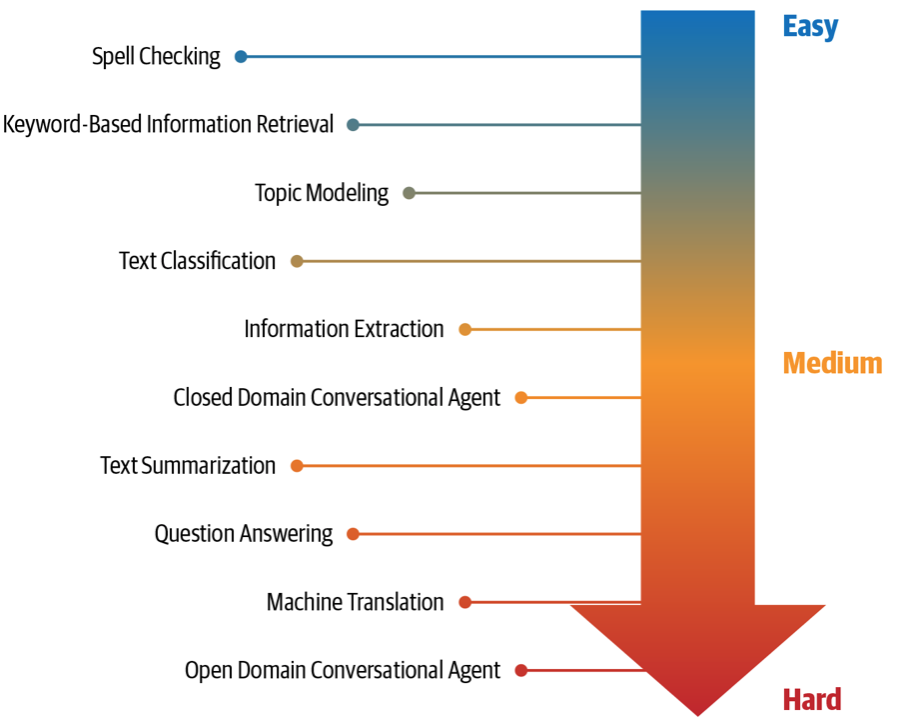 Easy
Spell Checking
Keyword-Based Information Retrieval
Topic Modeling
Text Classification
Information Extraction
Medium
Closed Domain Conversational Agent
Text Summarization
Question Answering
Machine Translation
Open Domain Conversational Agent
Hard